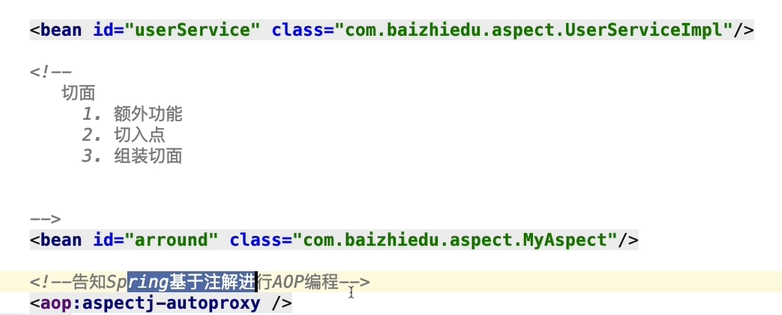 <bean id="userService" class="com.baizhiedu.aspect.UserServiceImpl"/>
<!--
切面
1. 额外功能
2. 切入点
3. 组装切面
-->
<bean id="arround" class="com.baizhiedu.aspect.MyAspect"/>
<!--告知Spring基于注解进行AOP编程-->
<aop:aspectj-autoproxy />